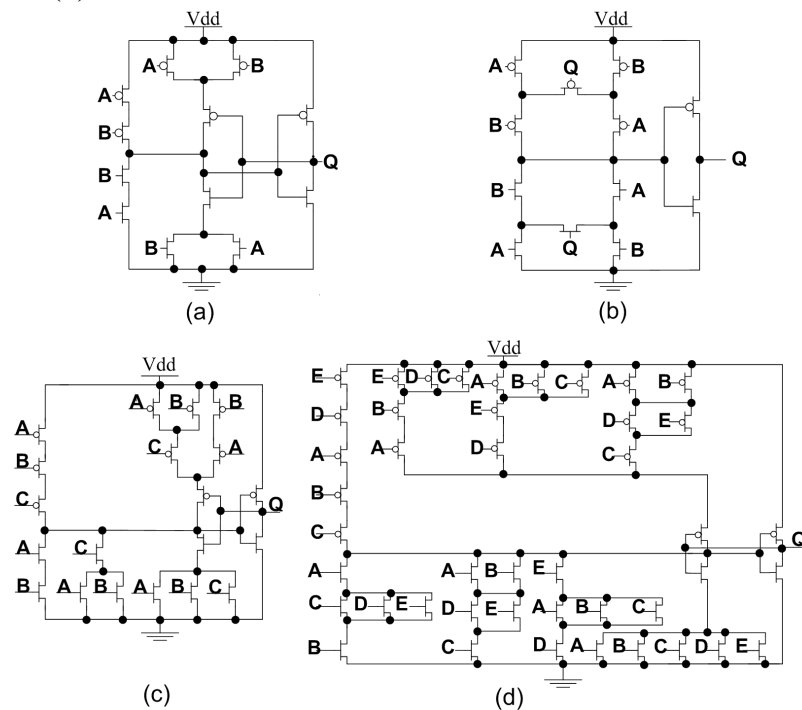 Vdd
A B
A
B
Q
B
A
B A
(a)
Vdd
A B
Q
B A
Q
B A
A Q B
(b)
Vdd
A B B
A
B C A
C
Q
A C
B A B A B C
(c)
Vdd
E E D C A B C A B
D B E D E
A A D C
B
C
Q
A A B E
C D E D E A B C
B C D A B C D E
(d)